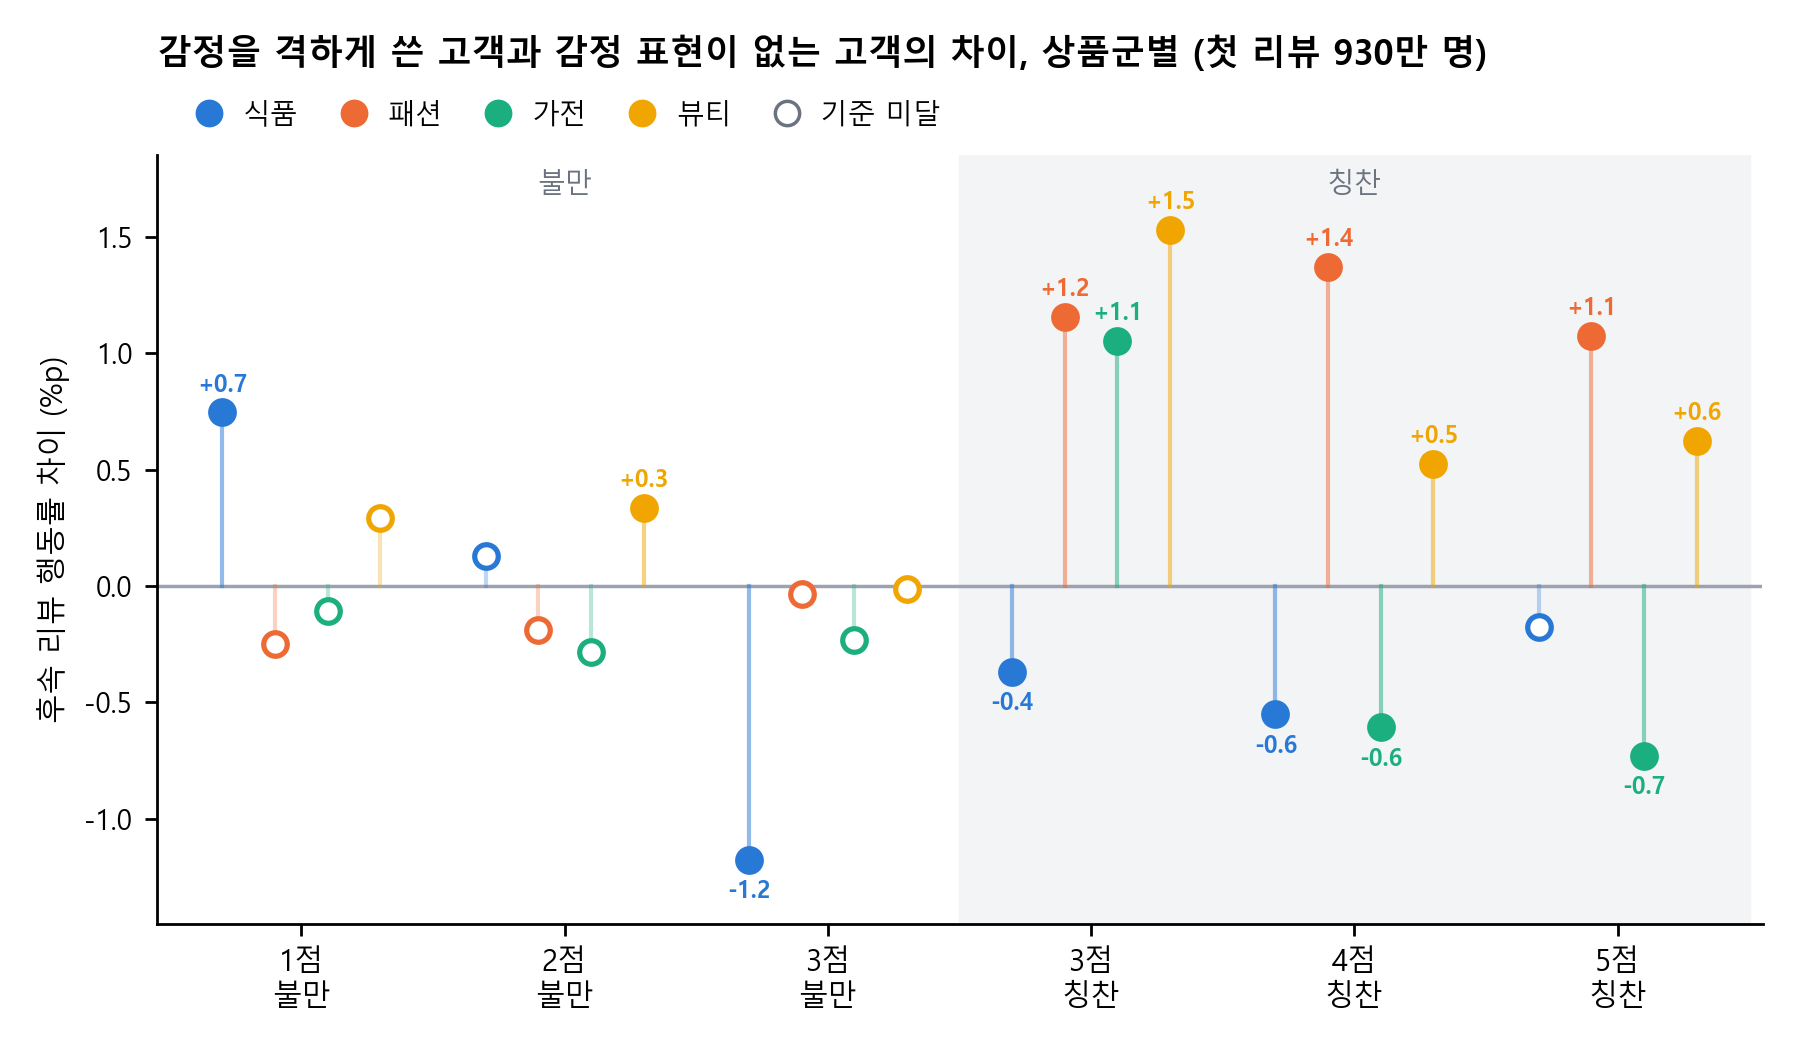 감정을 격하게 쓴 고객과 감정 표현이 없는 고객의 차이, 상품군별 (첫 리뷰 930만 명)
식품 패션 가전 뷰티 기준 미달
불만 칭찬
후속 리뷰 행동률 차이 (%p)
1.5
1.0
0.5
0.0
-0.5
-1.0
+0.7
+0.3
-1.2
-0.4
+1.2
+1.1
+1.5
-0.6
+1.4
-0.6
+0.5
+1.1
-0.7
+0.6
1점 불만
2점 불만
3점 불만
3점 칭찬
4점 칭찬
5점 칭찬